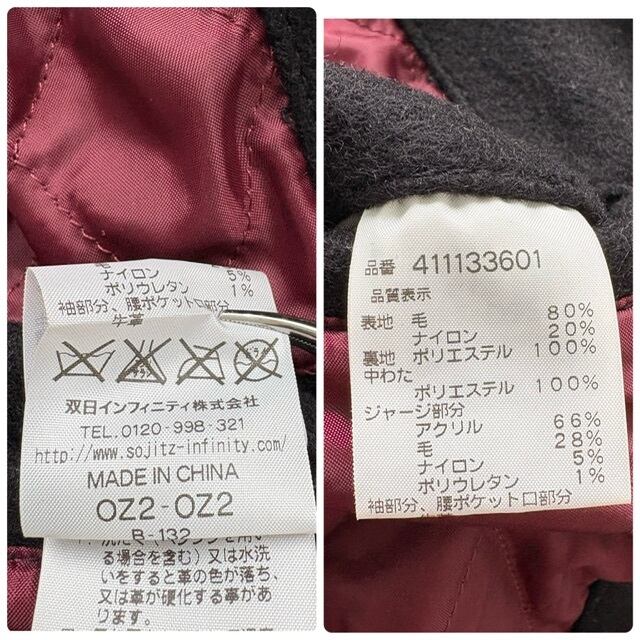 ナイロン 5%
ポリウレタン 1%
袖部分、腰ポケット口部分
牛革
双日インフィニティ株式会社
TEL.0120-998-321
http://www.sojitz-infinity.com/
MADE IN CHINA
OZ2-OZ2
B-132
る場合を含む)又は水洗
いをすると革の色が落ち、
又は革が硬化する事があ
ります。
品番 411133601
品質表示
表地 毛 80%
ナイロン 20%
裏地 ポリエステル 100%
中わた
ポリエステル 100%
ジャージ部分
アクリル 66%
毛 28%
ナイロン 5%
ポリウレタン 1%
袖部分、腰ポケット口部分